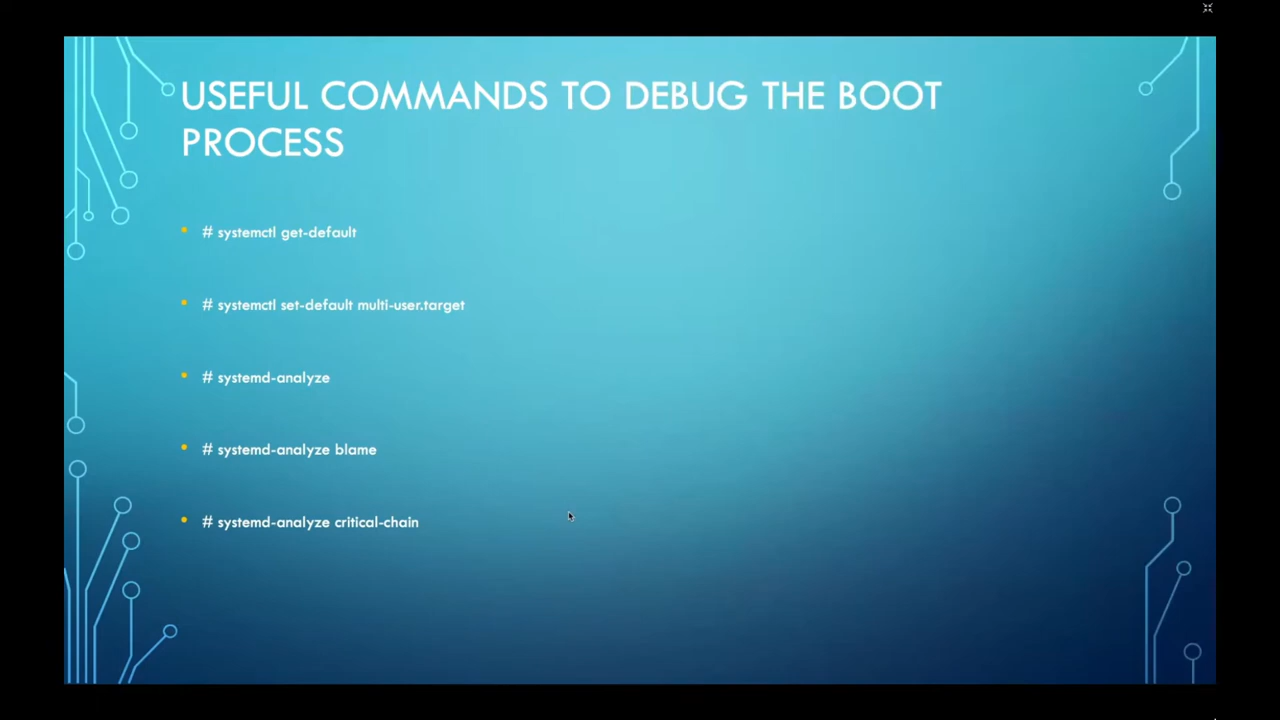 USEFUL COMMANDS TO DEBUG THE BOOT
PROCESS
• # systemctl get-default
• # systemctl set-default multi-user.target
• # systemd-analyze
• # systemd-analyze blame
• # systemd-analyze critical-chain